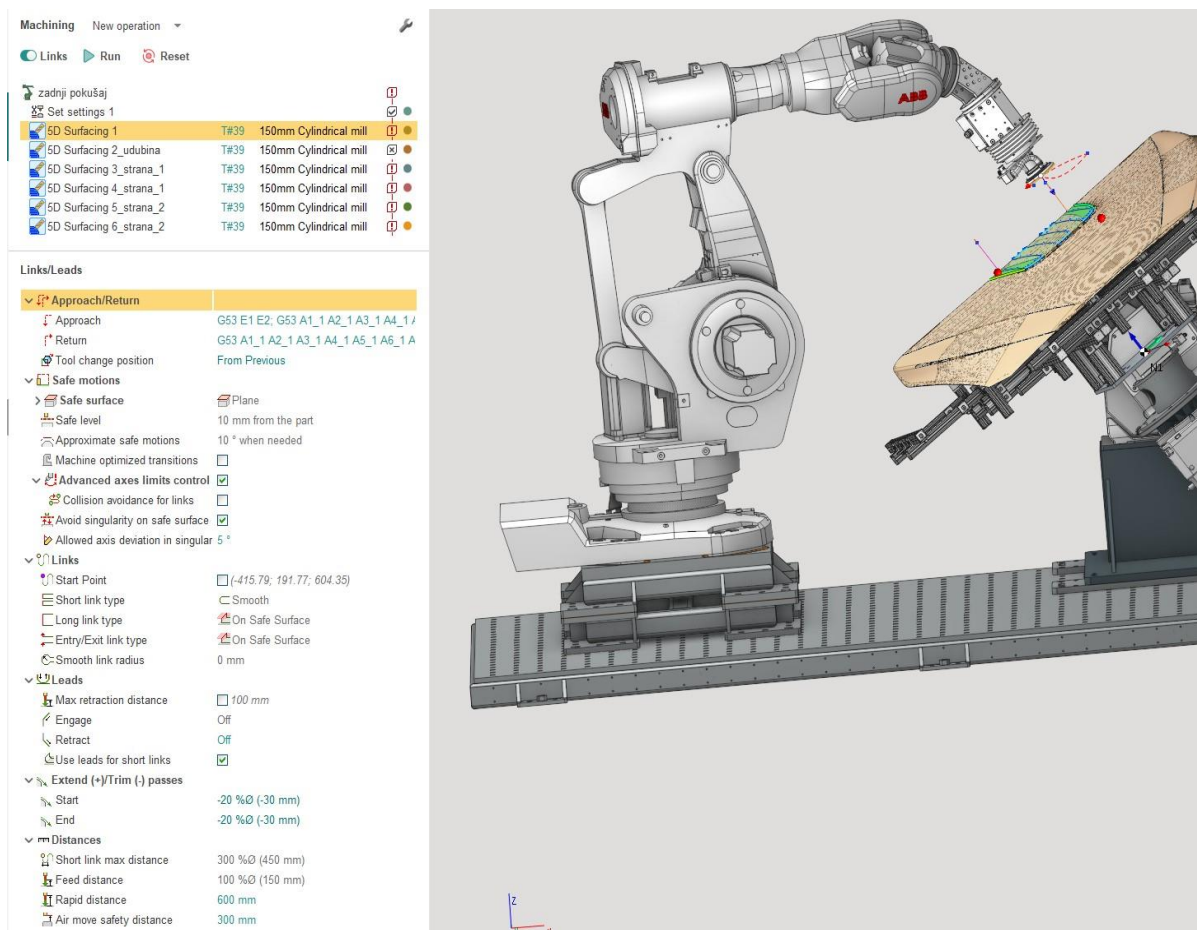 Machining New operation
Links Run Reset
zadnji pokušaj
Set settings 1
5D Surfacing 1 T#39 150mm Cylindrical mill
5D Surfacing 2_udubina T#39 150mm Cylindrical mill
5D Surfacing 3_strana_1 T#39 150mm Cylindrical mill
5D Surfacing 4_strana_1 T#39 150mm Cylindrical mill
5D Surfacing 5_strana_2 T#39 150mm Cylindrical mill
5D Surfacing 6_strana_2 T#39 150mm Cylindrical mill
Links/Leads
Approach/Return
Approach G53 E1 E2; G53 A1_1 A2_1 A3_1 A4_1 A
Return G53 A1_1 A2_1 A3_1 A4_1 A5_1 A6_1 A
Tool change position From Previous
Safe motions
Safe surface Plane
Safe level 10 mm from the part
Approximate safe motions 10 ° when needed
Machine optimized transitions
Advanced axes limits control
Collision avoidance for links
Avoid singularity on safe surface
Allowed axis deviation in singular 5 °
Links
Start Point (-415.79; 191.77; 604.35)
Short link type Smooth
Long link type On Safe Surface
Entry/Exit link type On Safe Surface
Smooth link radius 0 mm
Leads
Max retraction distance 100 mm
Engage Off
Retract Off
Use leads for short links
Extend (+)/Trim (-) passes
Start -20 %Ø (-30 mm)
End -20 %Ø (-30 mm)
Distances
Short link max distance 300 %Ø (450 mm)
Feed distance 100 %Ø (150 mm)
Rapid distance 600 mm
Air move safety distance 300 mm
ABB
N1
Z